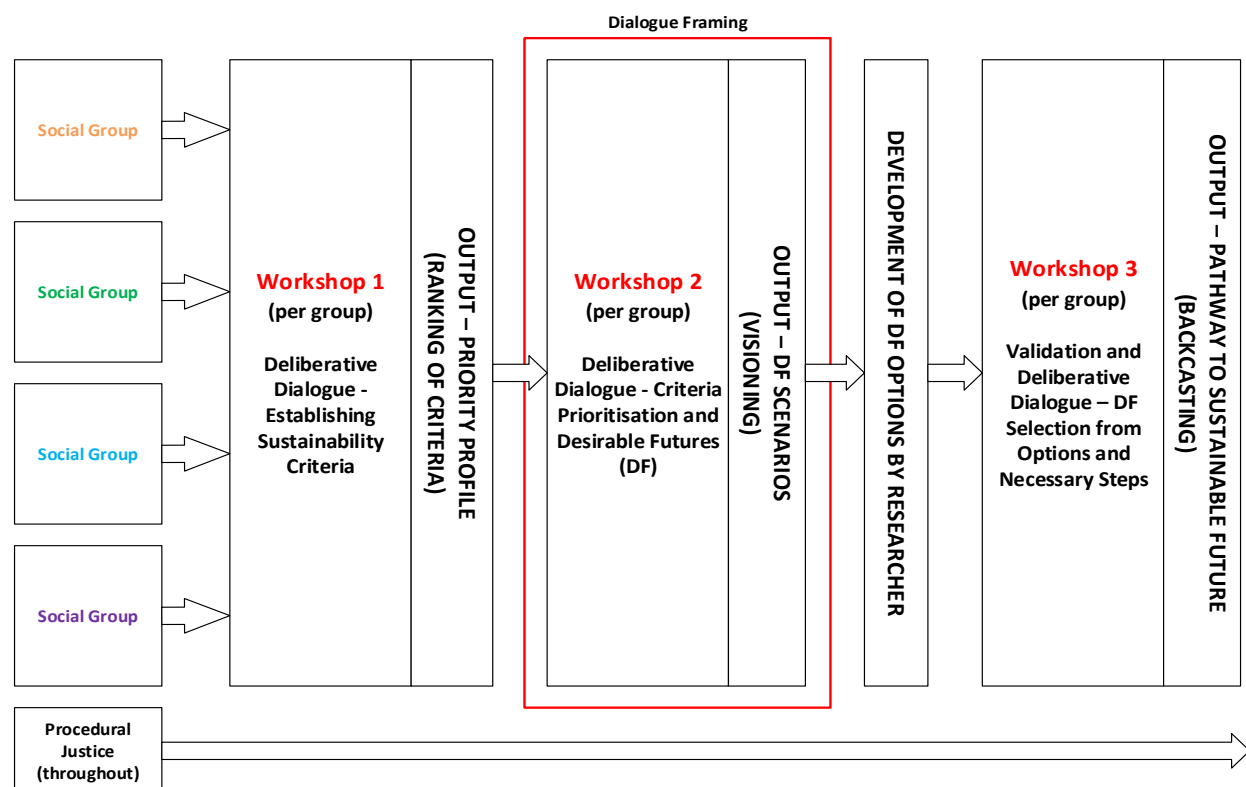 Dialogue Framing
Social Group
Social Group
Social Group
Social Group
Workshop 1
(per group)
Deliberative
Dialogue -
Establishing
Sustainability
Criteria
OUTPUT – PRIORITY PROFILE
(RANKING OF CRITERIA)
Workshop 2
(per group)
Deliberative
Dialogue - Criteria
Prioritisation and
Desirable Futures
(DF)
OUTPUT – DF SCENARIOS
(VISIONING)
DEVELOPMENT OF DF OPTIONS BY RESEARCHER
Workshop 3
(per group)
Validation and
Deliberative
Dialogue – DF
Selection from
Options and
Necessary Steps
OUTPUT – PATHWAY TO SUSTAINABLE FUTURE
(BACKCASTING)
Procedural
Justice
(throughout)